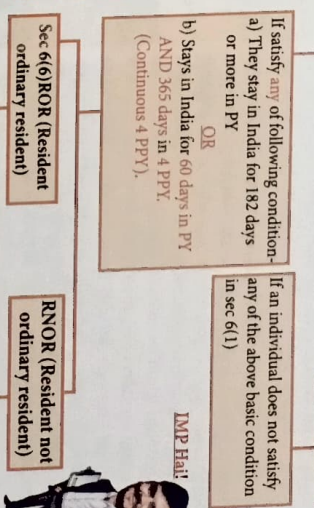 If satisfy any of following condition-
a) They stay in India for 182 days
or more in PY
OR
b) Stays in India for 60 days in PY
AND 365 days in 4 PPY.
(Continuous 4 PPY).
If an individual does not satisfy
any of the above basic condition
in sec 6(1)
IMP Hai!
Sec 6(6)ROR (Resident
ordinary resident)
RNOR (Resident not
ordinary resident)